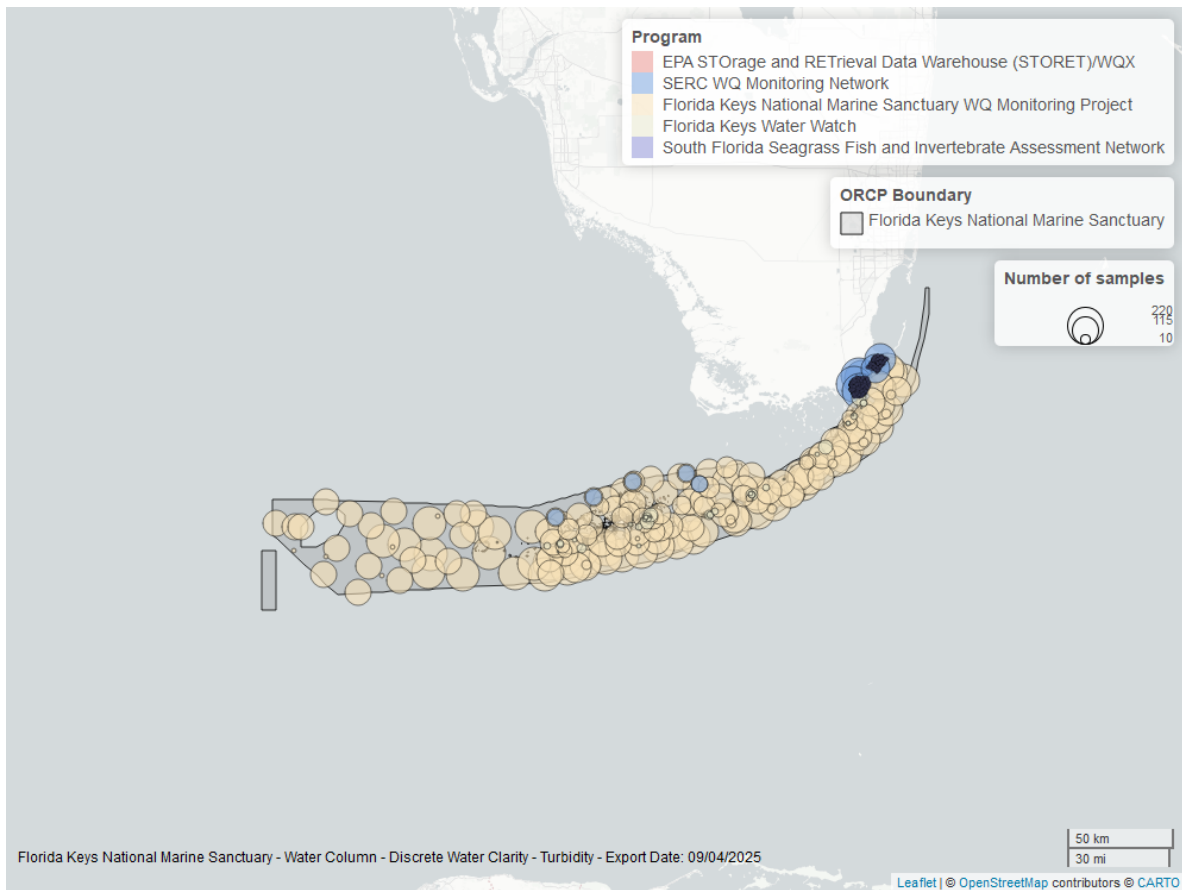 Program
EPA STOrage and RETrieval Data Warehouse (STORET)/WQX
SERC WQ Monitoring Network
Florida Keys National Marine Sanctuary WQ Monitoring Project
Florida Keys Water Watch
South Florida Seagrass Fish and Invertebrate Assessment Network
ORCP Boundary
Florida Keys National Marine Sanctuary
Number of samples
220
115
10
50 km
30 mi
Florida Keys National Marine Sanctuary - Water Column - Discrete Water Clarity - Turbidity - Export Date: 09/04/2025
Leaflet | © OpenStreetMap contributors © CARTO